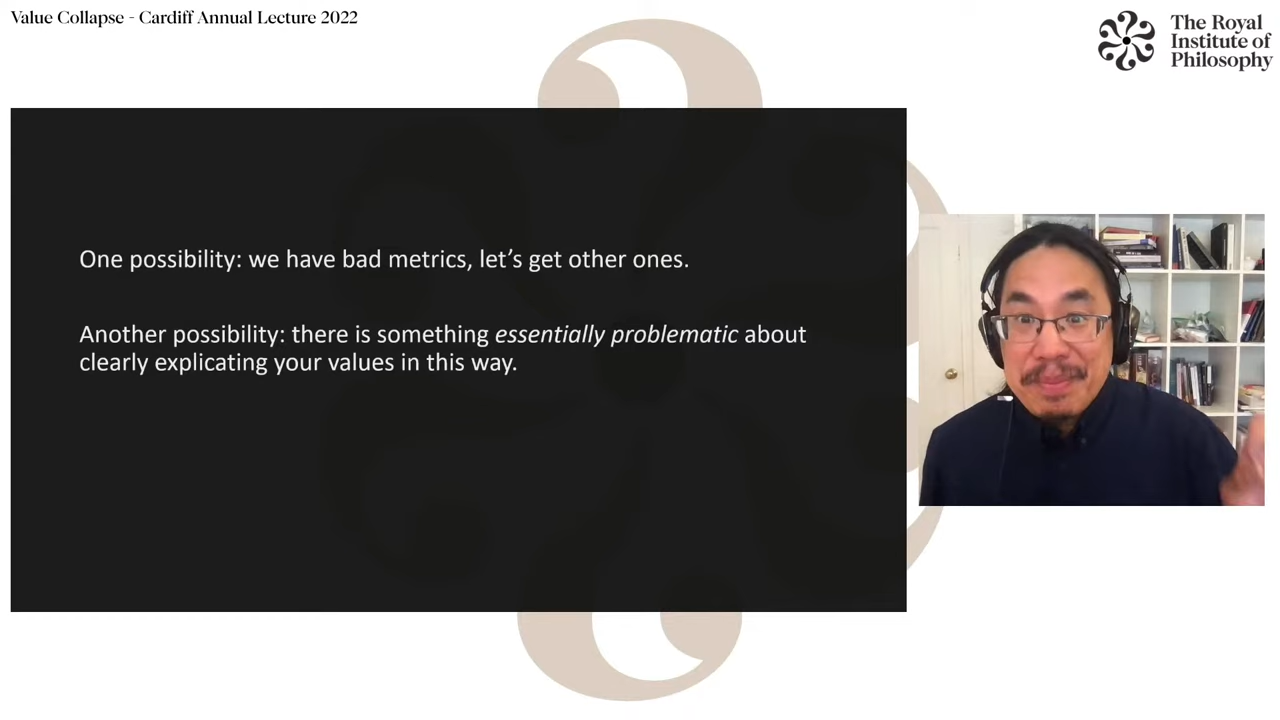 Value Collapse - Cardiff Annual Lecture 2022
The Royal
Institute of
Philosophy
One possibility: we have bad metrics, let’s get other ones.
Another possibility: there is something essentially problematic about
clearly explicating your values in this way.